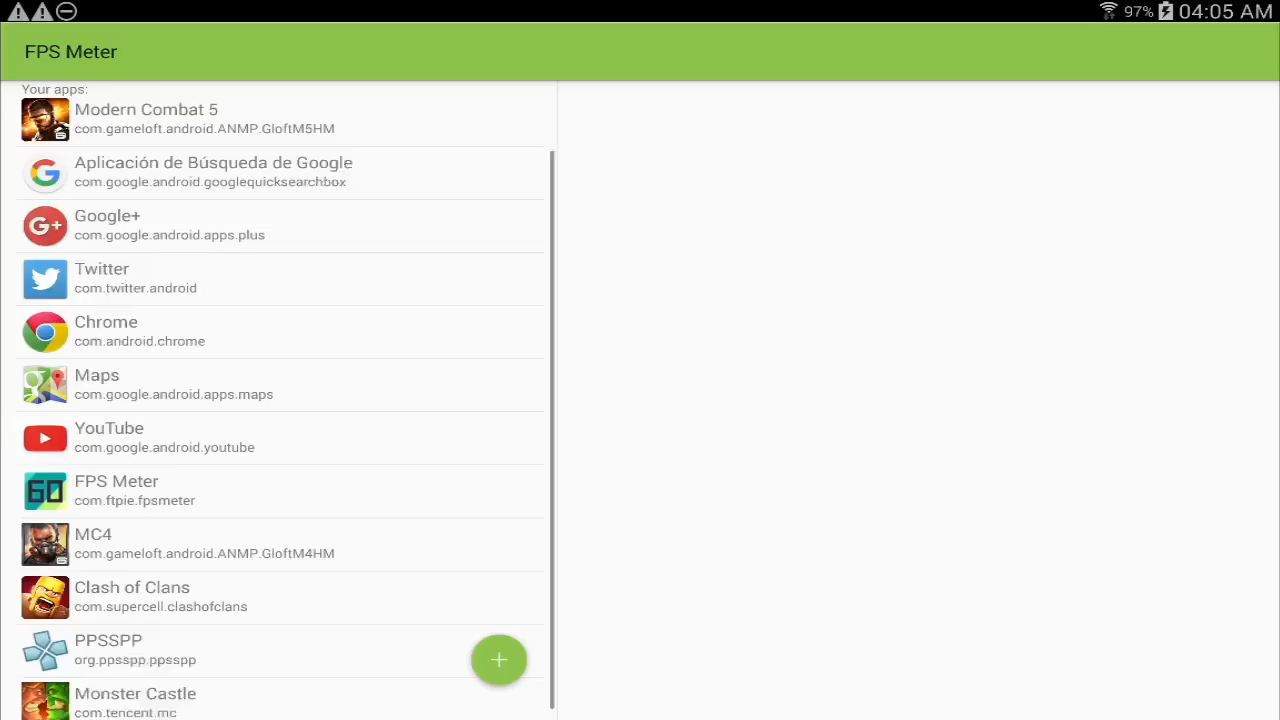 97% 04:05 AM
FPS Meter
Your apps:
Modern Combat 5
com.gameloft.android.ANMP.GloftM5HM
Aplicación de Búsqueda de Google
com.google.android.googlequicksearchbox
G+
Google+
com.google.android.apps.plus
Twitter
com.twitter.android
Chrome
com.android.chrome
Maps
com.google.android.apps.maps
YouTube
com.google.android.youtube
60
FPS Meter
com.ftpie.fpsmeter
MC4
com.gameloft.android.ANMP.GloftM4HM
Clash of Clans
com.supercell.clashofclans
PPSSPP
org.ppsspp.ppsspp
Monster Castle
com.tencent.mc